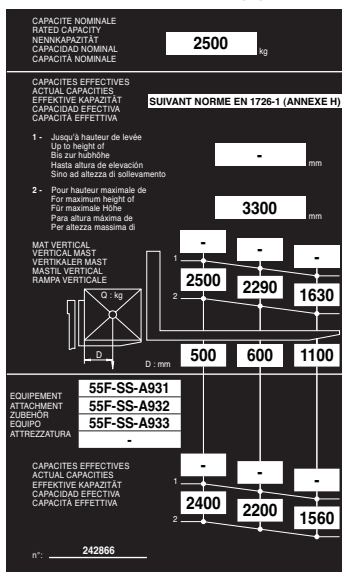 CAPACITE NOMINALE
RATED CAPACITY
NENNKAPAZITÄT
CAPACIDAD NOMINAL
CAPACITÀ NOMINALE
2500 kg
CAPACITES EFFECTIVES
ACTUAL CAPACITIES
EFFEKTIVE KAPAZITÄT
CAPACIDAD EFECTIVA
CAPACITÀ EFFETTIVA
SUIVANT NORME EN 1726-1 (ANNEXE H)
1 - Jusqu'à hauteur de levée
Up to height of
Bis zur hubhöhe
Hasta altura de elevación
Sino ad altezza di sollevamento
- mm
2 - Pour hauteur maximale de
For maximum height of
Für maximale Höhe
Para altura máxima de
Per altezza massima di
3300 mm
MAT VERTICAL
VERTICAL MAST
VERTIKALER MAST
MASTIL VERTICAL
RAMPA VERTICALE
1 - - -
2 2500 2290 1630
Q : kg
D
D : mm 500 600 1100
EQUIPEMENT
ATTACHMENT
ZUBEHÖR
EQUIPO
ATTREZZATURA
55F-SS-A931
55F-SS-A932
55F-SS-A933
-
CAPACITES EFFECTIVES
ACTUAL CAPACITIES
EFFEKTIVE KAPAZITÄT
CAPACIDAD EFECTIVA
CAPACITÀ EFFETTIVA
1 - - -
2 2400 2200 1560
n°: 242866